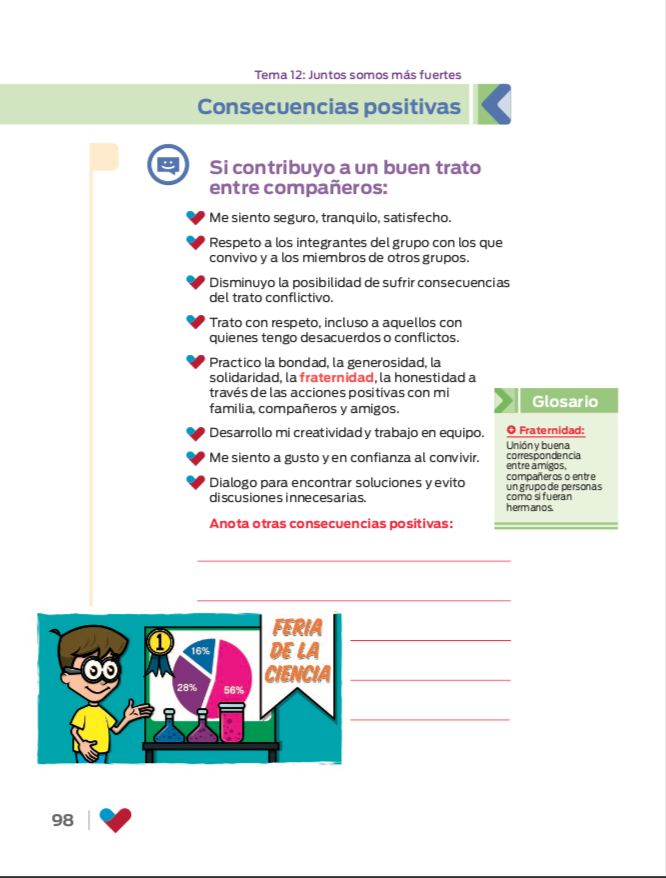 Tema 12: Juntos somos más fuertes
Consecuencias positivas
Si contribuyo a un buen trato
entre compañeros:
Me siento seguro, tranquilo, satisfecho.
Respeto a los integrantes del grupo con los que
convivo y a los miembros de otros grupos.
Disminuyo la posibilidad de sufrir consecuencias
del trato conflictivo.
Trato con respeto, incluso a aquellos con
quienes tengo desacuerdos o conflictos.
Practico la bondad, la generosidad, la
solidaridad, la fraternidad, la honestidad a
través de las acciones positivas con mi
familia, compañeros y amigos.
Desarrollo mi creatividad y trabajo en equipo.
Me siento a gusto y en confianza al convivir.
Dialogo para encontrar soluciones y evito
discusiones innecesarias.
Anota otras consecuencias positivas:
Glosario
Fraternidad:
Unión y buena
correspondencia
entre amigos,
compañeros o entre
un grupo de personas
como si fueran
hermanos.
1
16%
28%
56%
FERIA
DE LA
CIENCIA
98